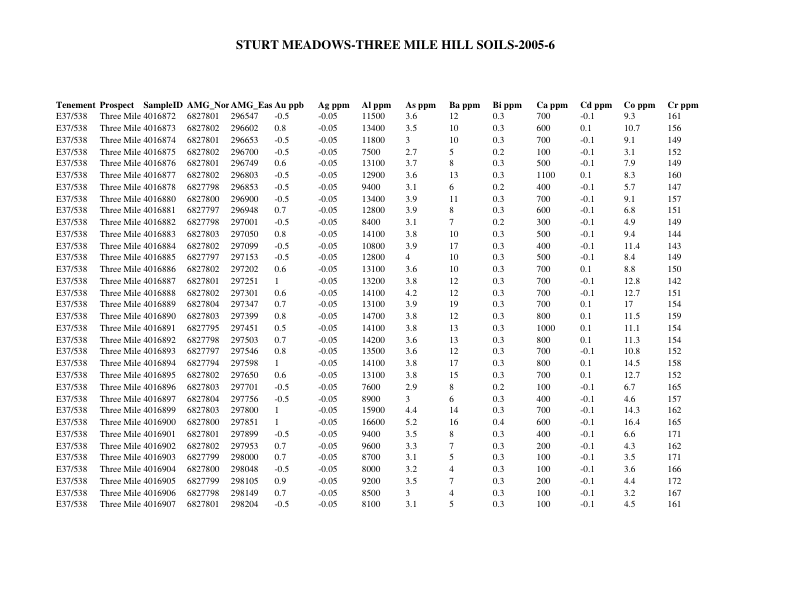 STURT MEADOWS-THREE MILE HILL SOILS-2005-6
Tenement Prospect SampleID AMG_Nor AMG_Eas Au ppb Ag ppm Al ppm As ppm Ba ppm Bi ppm Ca ppm Cd ppm Co ppm Cr ppm
E37/538 Three Mile 4016872 6827801 296547 -0.5 -0.05 11500 3.6 12 0.3 700 -0.1 9.3 161
E37/538 Three Mile 4016873 6827802 296602 0.8 -0.05 13400 3.5 10 0.3 600 0.1 10.7 156
E37/538 Three Mile 4016874 6827801 296653 -0.5 -0.05 11800 3 10 0.3 700 -0.1 9.1 149
E37/538 Three Mile 4016875 6827802 296700 -0.5 -0.05 7500 2.7 5 0.2 100 -0.1 3.1 152
E37/538 Three Mile 4016876 6827801 296749 0.6 -0.05 13100 3.7 8 0.3 500 -0.1 7.9 149
E37/538 Three Mile 4016877 6827802 296803 -0.5 -0.05 12900 3.6 13 0.3 1100 0.1 8.3 160
E37/538 Three Mile 4016878 6827798 296853 -0.5 -0.05 9400 3.1 6 0.2 400 -0.1 5.7 147
E37/538 Three Mile 4016880 6827800 296900 -0.5 -0.05 13400 3.9 11 0.3 700 -0.1 9.1 157
E37/538 Three Mile 4016881 6827797 296948 0.7 -0.05 12800 3.9 8 0.3 600 -0.1 6.8 151
E37/538 Three Mile 4016882 6827798 297001 -0.5 -0.05 8400 3.1 7 0.2 300 -0.1 4.9 149
E37/538 Three Mile 4016883 6827803 297050 0.8 -0.05 14100 3.8 10 0.3 500 -0.1 9.4 144
E37/538 Three Mile 4016884 6827802 297099 -0.5 -0.05 10800 3.9 17 0.3 400 -0.1 11.4 143
E37/538 Three Mile 4016885 6827797 297153 -0.5 -0.05 12800 4 10 0.3 500 -0.1 8.4 149
E37/538 Three Mile 4016886 6827802 297202 0.6 -0.05 13100 3.6 10 0.3 700 0.1 8.8 150
E37/538 Three Mile 4016887 6827801 297251 1 -0.05 13200 3.8 12 0.3 700 -0.1 12.8 142
E37/538 Three Mile 4016888 6827802 297301 0.6 -0.05 14100 4.2 12 0.3 700 -0.1 12.7 151
E37/538 Three Mile 4016889 6827804 297347 0.7 -0.05 13100 3.9 19 0.3 700 0.1 17 154
E37/538 Three Mile 4016890 6827803 297399 0.8 -0.05 14700 3.8 12 0.3 800 0.1 11.5 159
E37/538 Three Mile 4016891 6827795 297451 0.5 -0.05 14100 3.8 13 0.3 1000 0.1 11.1 154
E37/538 Three Mile 4016892 6827798 297503 0.7 -0.05 14200 3.6 13 0.3 800 0.1 11.3 154
E37/538 Three Mile 4016893 6827797 297546 0.8 -0.05 13500 3.6 12 0.3 700 -0.1 10.8 152
E37/538 Three Mile 4016894 6827794 297598 1 -0.05 14100 3.8 17 0.3 800 0.1 14.5 158
E37/538 Three Mile 4016895 6827802 297650 0.6 -0.05 13100 3.8 15 0.3 700 0.1 12.7 152
E37/538 Three Mile 4016896 6827803 297701 -0.5 -0.05 7600 2.9 8 0.2 100 -0.1 6.7 165
E37/538 Three Mile 4016897 6827804 297756 -0.5 -0.05 8900 3 6 0.3 400 -0.1 4.6 157
E37/538 Three Mile 4016899 6827803 297800 1 -0.05 15900 4.4 14 0.3 700 -0.1 14.3 162
E37/538 Three Mile 4016900 6827800 297851 1 -0.05 16600 5.2 16 0.4 600 -0.1 16.4 165
E37/538 Three Mile 4016901 6827801 297899 -0.5 -0.05 9400 3.5 8 0.3 400 -0.1 6.6 171
E37/538 Three Mile 4016902 6827802 297953 0.7 -0.05 9600 3.3 7 0.3 200 -0.1 4.3 162
E37/538 Three Mile 4016903 6827799 298000 0.7 -0.05 8700 3.1 5 0.3 100 -0.1 3.5 171
E37/538 Three Mile 4016904 6827800 298048 -0.5 -0.05 8000 3.2 4 0.3 100 -0.1 3.6 166
E37/538 Three Mile 4016905 6827799 298105 0.9 -0.05 9200 3.5 7 0.3 200 -0.1 4.4 172
E37/538 Three Mile 4016906 6827798 298149 0.7 -0.05 8500 3 4 0.3 100 -0.1 3.2 167
E37/538 Three Mile 4016907 6827801 298204 -0.5 -0.05 8100 3.1 5 0.3 100 -0.1 4.5 161